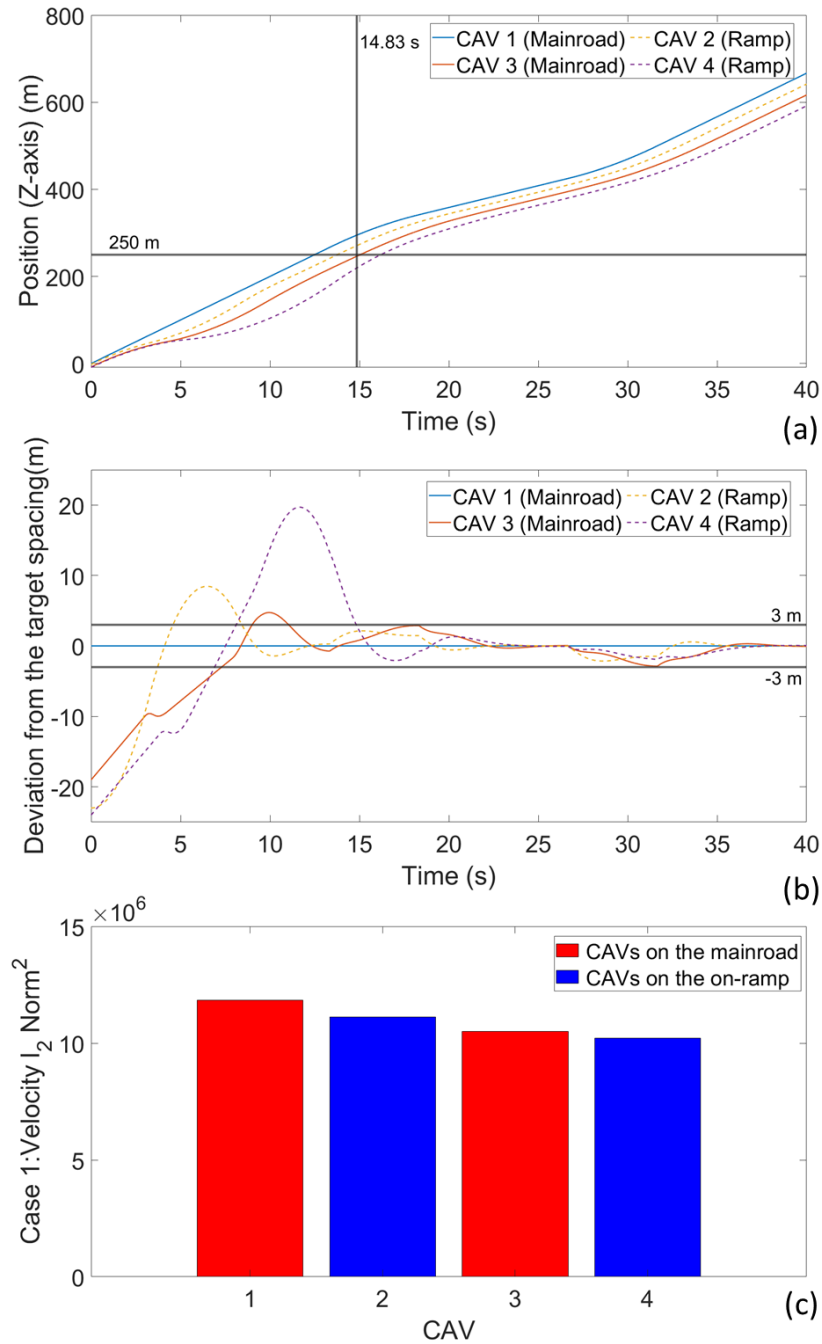 800
600
400
200
0
Position (Z-axis) (m)
14.83 s
CAV 1 (Mainroad) CAV 2 (Ramp)
CAV 3 (Mainroad) CAV 4 (Ramp)
250 m
0 5 10 15 20 25 30 35 40
Time (s)
(a)
20
10
0
-10
-20
Deviation from the target spacing(m)
CAV 1 (Mainroad) CAV 2 (Ramp)
CAV 3 (Mainroad) CAV 4 (Ramp)
3 m
-3 m
0 5 10 15 20 25 30 35 40
Time (s)
(b)
×10⁶
15
10
5
0
Case 1:Velocity l₂ Norm²
CAVs on the mainroad
CAVs on the on-ramp
1 2 3 4
CAV
(c)